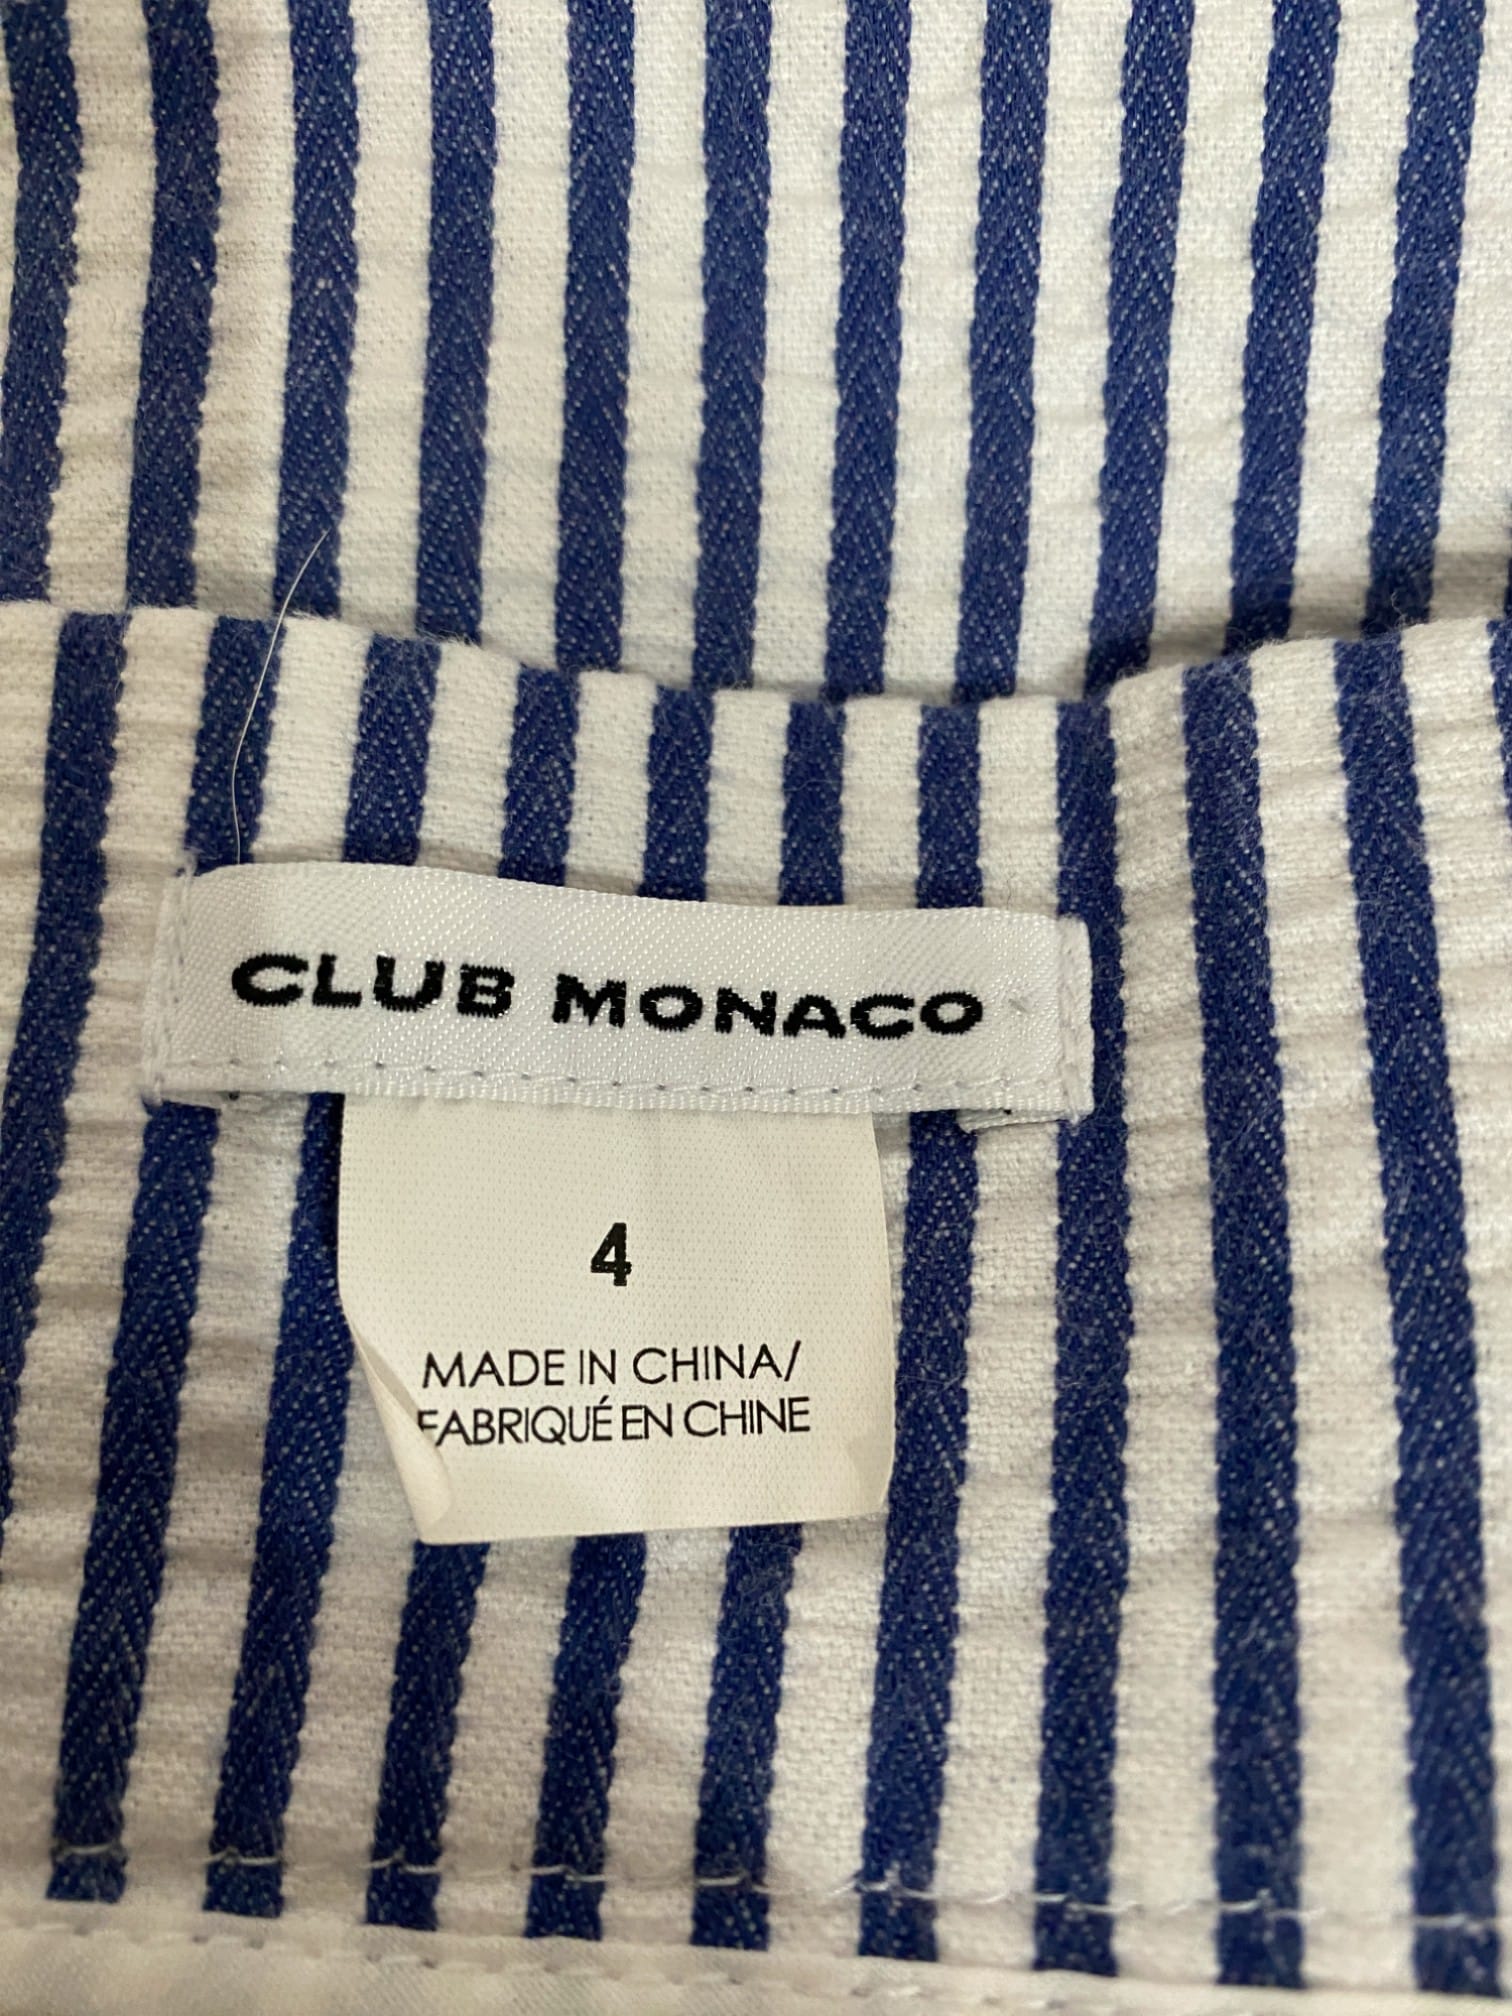 CLUB MONACO
4
MADE IN CHINA/
FABRIQUÉ EN CHINE